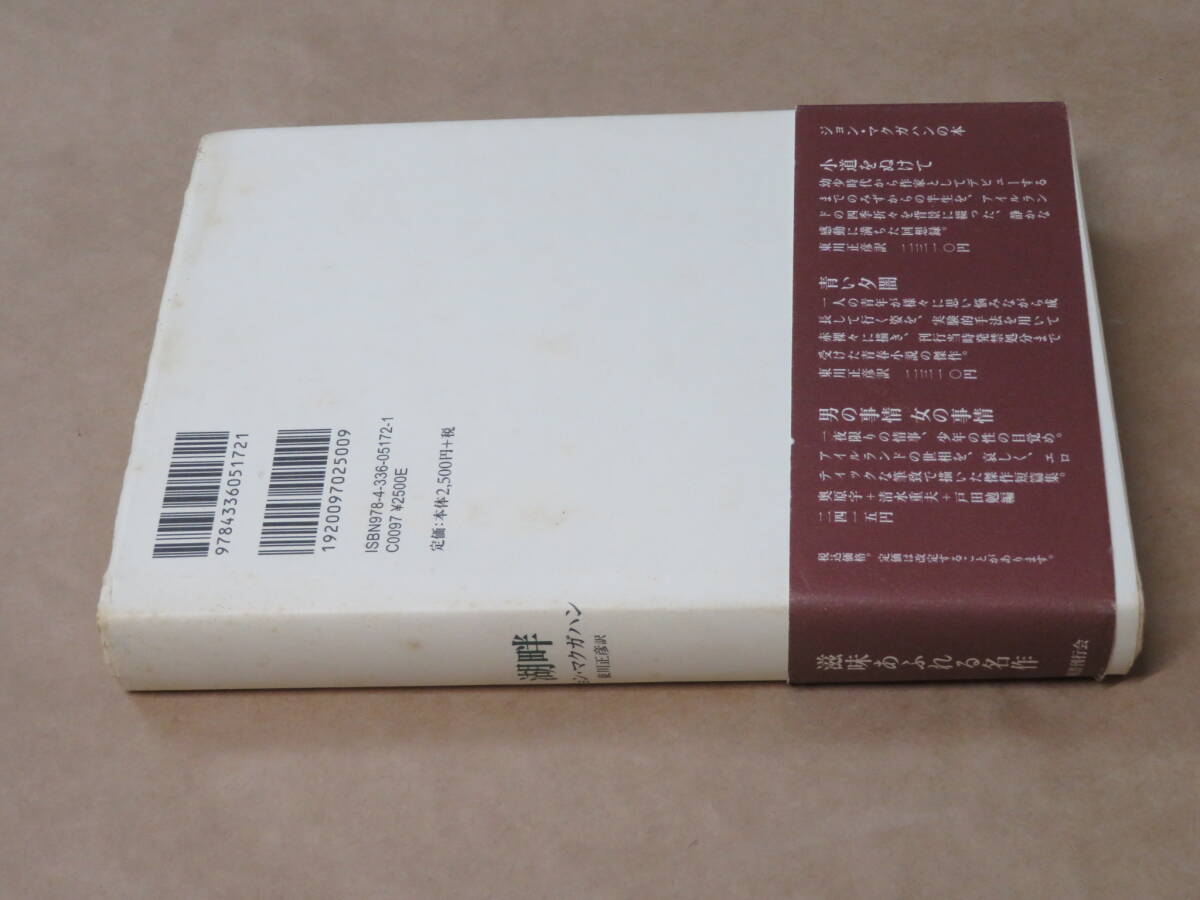 9784336051721
1920097025009
ISBN978-4-336-05172-1
C0097 ¥2500E
定価:本体2,500円+税
湖畔
ン・マクガハン
東川正彦訳
滋味あふれる名作
刊行会
ジョン・マクガハンの本
小道をぬけて
幼少時代から作家としてデビューする
までのみずからの半生を、アイルラン
ドの四季折々を背景に綴った、静かな
感動に満ちた回想録。
東川正彦訳 二三一〇円
青い夕闇
一人の青年が様々に思い悩みながら成
長して行く姿を、実験的手法を用いて
赤裸々に描き、刊行当時発禁処分まで
受けた青春小説の傑作。
東川正彦訳 二三一〇円
男の事情 女の事情
一夜限りの情事、少年の性の目覚め。
アイルランドの世相を、哀しく、エロ
ティックな筆致で描いた傑作短篇集。
奥原宇+清水重夫+戸田勉編
二四一五円
税込価格。定価は改定することがあります。